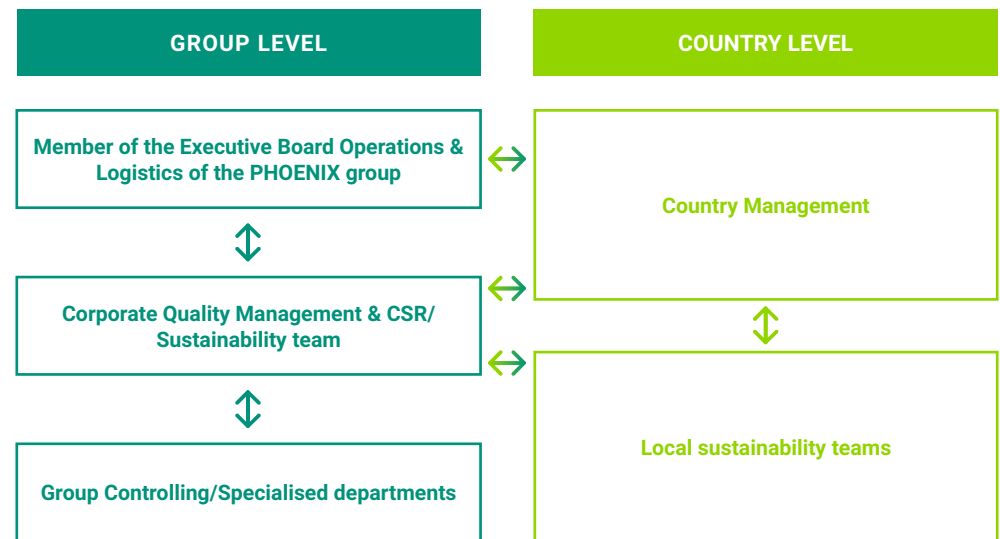 GROUP LEVEL
COUNTRY LEVEL
Member of the Executive Board Operations &
Logistics of the PHOENIX group
Country Management
Corporate Quality Management & CSR/
Sustainability team
Local sustainability teams
Group Controlling/Specialised departments